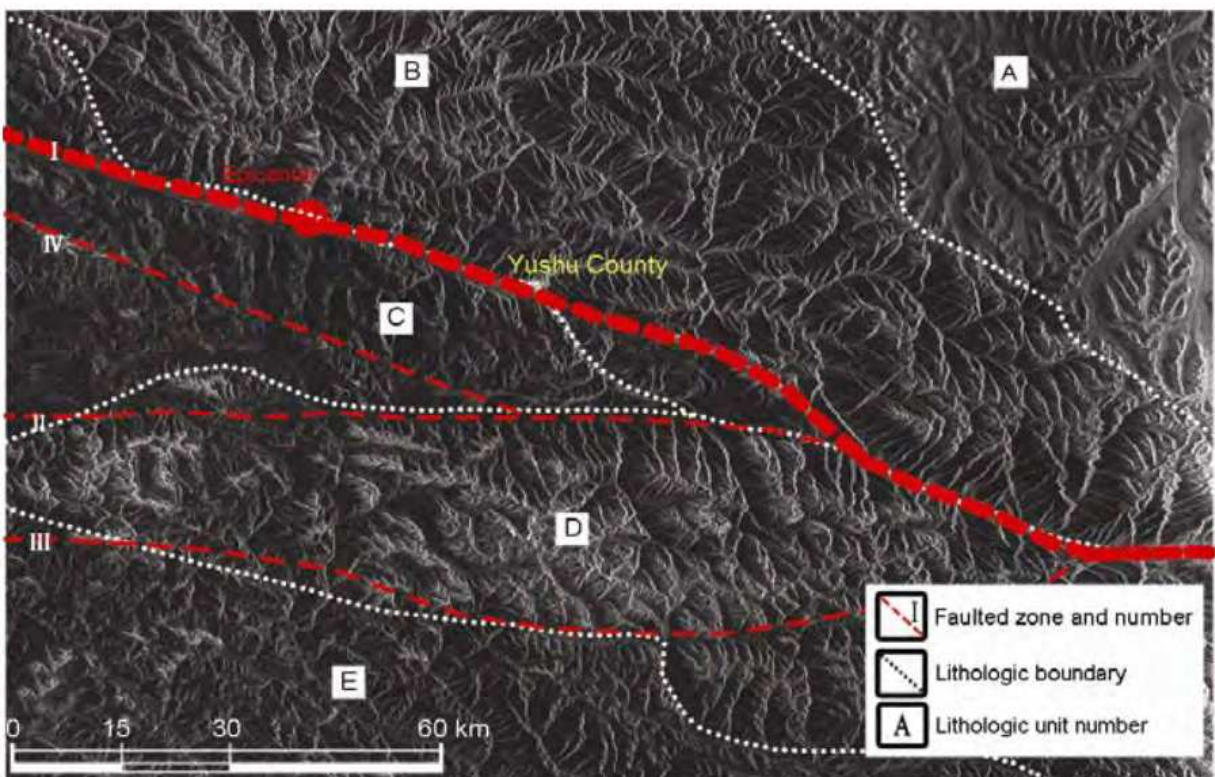 B
A
I
Epicenter
IV
Yushu County
C
II
D
III
I
Faulted zone and number
Lithologic boundary
A
Lithologic unit number
E
0 15 30 60 km